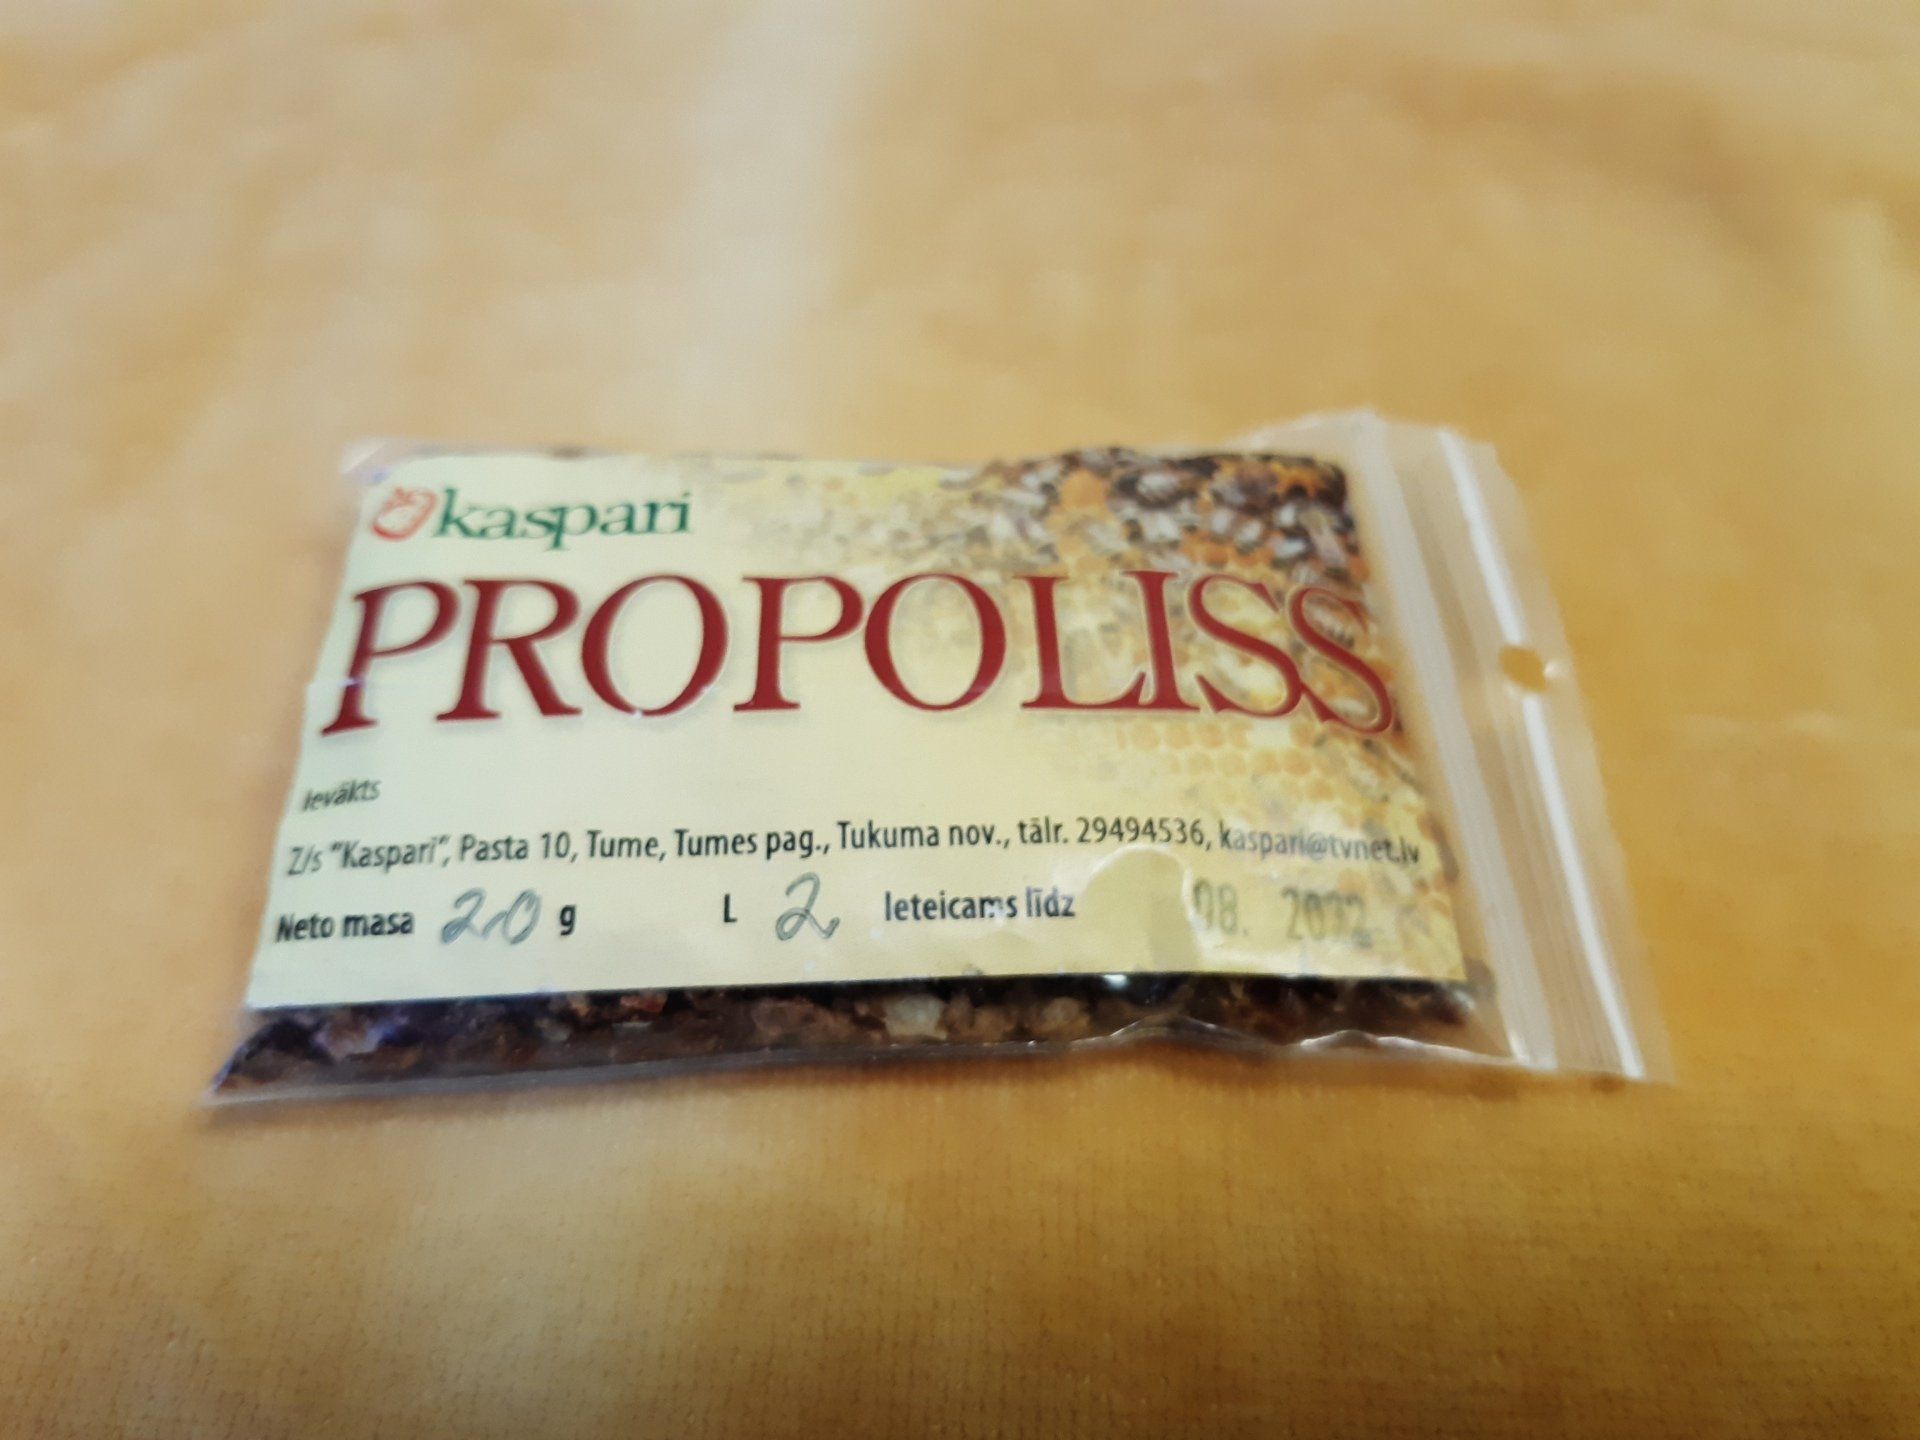 kaspari
PROPOLISS
Ievākts
Z/s "Kaspari", Pasta 10, Tume, Tumes pag., Tukuma nov., tālr. 29494536, kaspari@tvnet.lv
Neto masa 20 g L 2 Ieteicams līdz 08. 2022